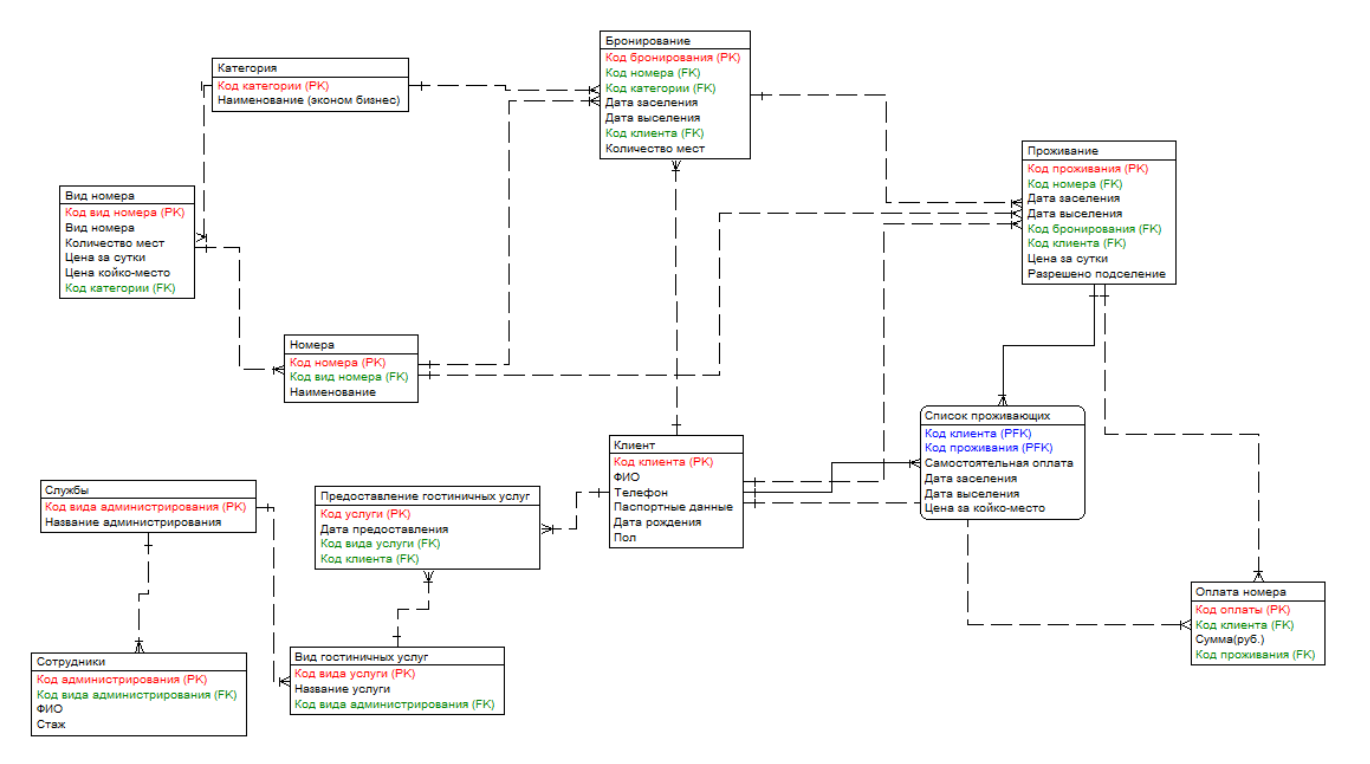 Бронирование
Код бронирования (PK)
Код номера (FK)
Код категории (FK)
Дата заселения
Дата выселения
Код клиента (FK)
Количество мест
Категория
Код категории (PK)
Наименование (эконом бизнес)
Проживание
Код проживания (PK)
Код номера (FK)
Дата заселения
Дата выселения
Код бронирования (FK)
Код клиента (FK)
Цена за сутки
Разрешено подселение
Вид номера
Код вид номера (PK)
Вид номера
Количество мест
Цена за сутки
Цена койко-место
Код категории (FK)
Номера
Код номера (PK)
Код вид номера (FK)
Наименование
Список проживающих
Код клиента (PFK)
Код проживания (PFK)
Самостоятельная оплата
Дата заселения
Дата выселения
Цена за койко-место
Клиент
Код клиента (PK)
ФИО
Телефон
Паспортные данные
Дата рождения
Пол
Службы
Код вида администрирования (PK)
Название администрирования
Предоставление гостиничных услуг
Код услуги (PK)
Дата предоставления
Код вида услуги (FK)
Код клиента (FK)
Оплата номера
Код оплаты (PK)
Код клиента (FK)
Сумма(руб.)
Код проживания (FK)
Сотрудники
Код администрирования (PK)
Код вида администрирования (FK)
ФИО
Стаж
Вид гостиничных услуг
Код вида услуги (PK)
Название услуги
Код вида администрирования (FK)